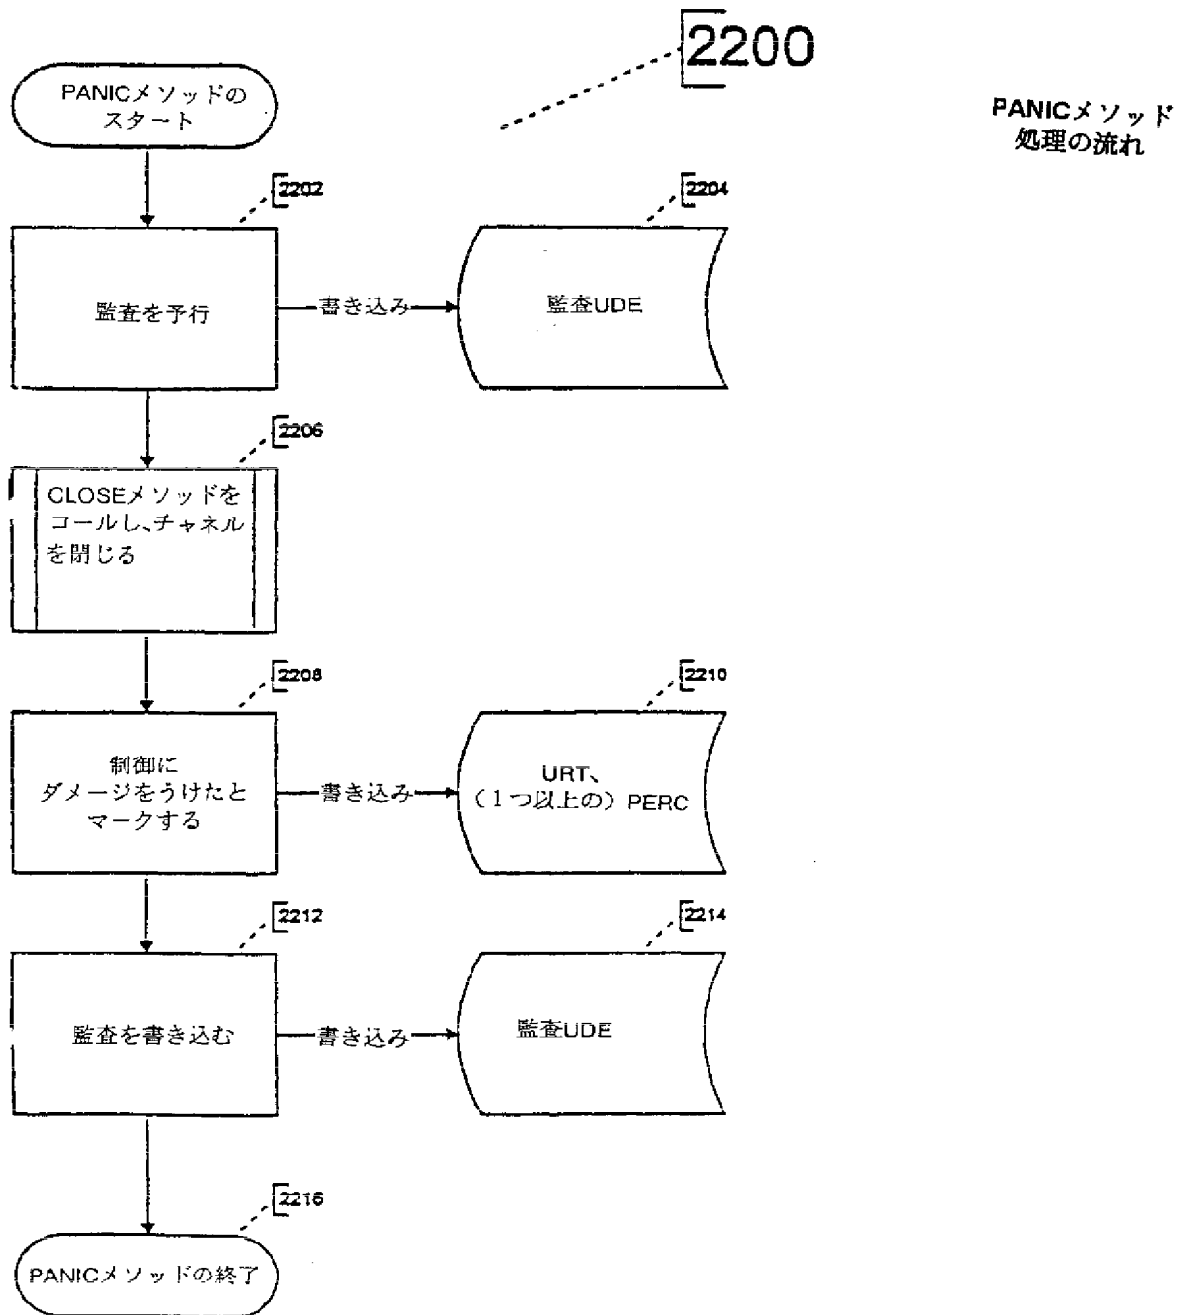 2200
PANICメソッド
処理の流れ
PANICメソッドの
スタート
2202
2204
監査を予行
書き込み
監査UDE
2206
CLOSEメソッドを
コールし、チャネル
を閉じる
2208
2210
制御に
ダメージをうけたと
マークする
書き込み
URT、
(1つ以上の) PERC
2212
2214
監査を書き込む
書き込み
監査UDE
2216
PANICメソッドの終了